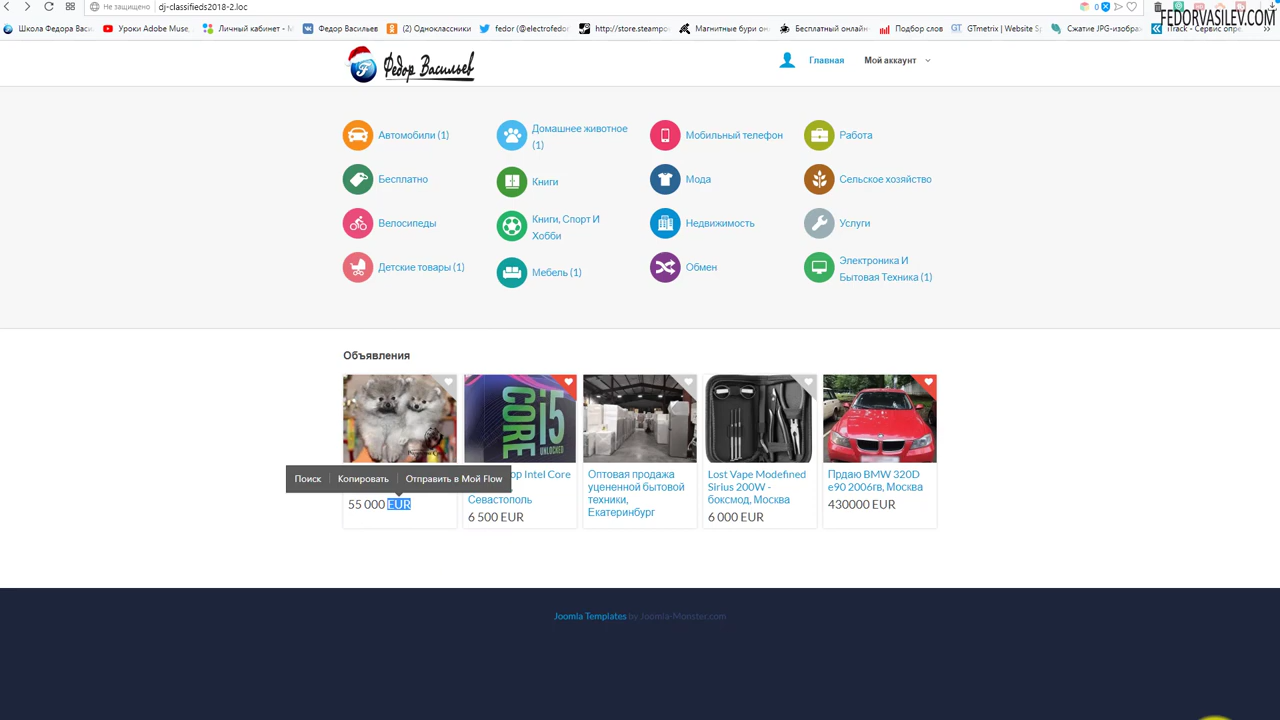 dj-classifieds2018-2.loc
Не защищено
FEDORVASILEV.COM
Школа Федора Васи.
Уроки Adobe Muse,
Личный кабинет - М
Федор Васильев
(2) Одноклассники
fedor (@electrofedor
http://store.steampov
Магнитные бури он
Бесплатный онлайн
Подбор слов
GTmetrix | Website S
Сжатие JPG-изобра
iTrack - Сервис опре
Федор Васильев
Главная
Мой аккаунт
Автомобили (1)
Домашнее животное
(1)
Мобильный телефон
Работа
Бесплатно
Книги
Мода
Сельское хозяйство
Велосипеды
Книги, Спорт И
Хобби
Недвижимость
Услуги
Детские товары (1)
Мебель (1)
Обмен
Электроника И
Бытовая Техника (1)
Объявления
CORE i5
UNLOCKED
Поиск
Копировать
Отправить в Мой Flow
55 000 EUR
ор Intel Core
Севастополь
6 500 EUR
Оптовая продажа
уцененной бытовой
техники,
Екатеринбург
Lost Vape Modefined
Sirius 200W -
боксмод, Москва
6 000 EUR
Прдаю BMW 320D
e90 2006гв, Москва
430000 EUR
Joomla Templates by Joomla-Monster.com